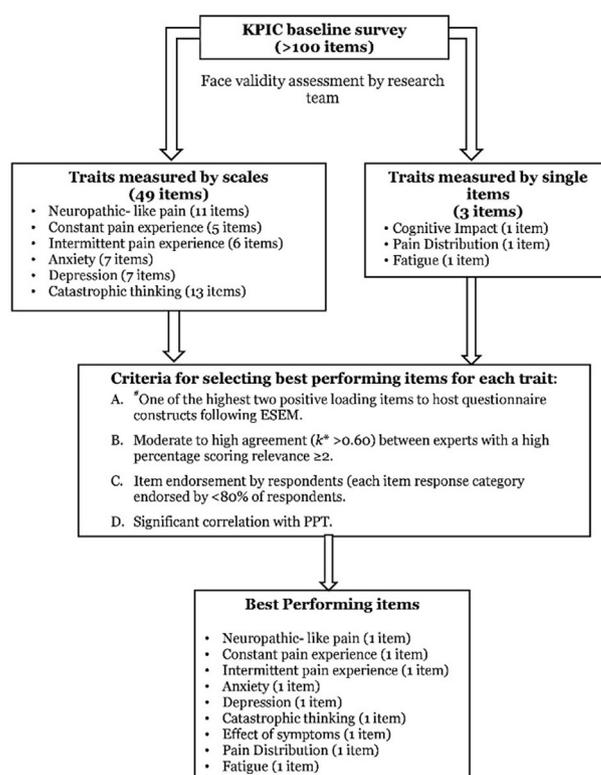 KPIC baseline survey
(>100 items)
Face validity assessment by research
team
Traits measured by scales
(49 items)
• Neuropathic- like pain (11 items)
• Constant pain experience (5 items)
• Intermittent pain experience (6 items)
• Anxiety (7 items)
• Depression (7 items)
• Catastrophic thinking (13 items)
Traits measured by single
items
(3 items)
• Cognitive Impact (1 item)
• Pain Distribution (1 item)
• Fatigue (1 item)
Criteria for selecting best performing items for each trait:
A. #One of the highest two positive loading items to host questionnaire
constructs following ESEM.
B. Moderate to high agreement (k* >0.60) between experts with a high
percentage scoring relevance ≥2.
C. Item endorsement by respondents (each item response category
endorsed by <80% of respondents.
D. Significant correlation with PPT.
Best Performing items
• Neuropathic- like pain (1 item)
• Constant pain experience (1 item)
• Intermittent pain experience (1 item)
• Anxiety (1 item)
• Depression (1 item)
• Catastrophic thinking (1 item)
• Effect of symptoms (1 item)
• Pain Distribution (1 item)
• Fatigue (1 item)